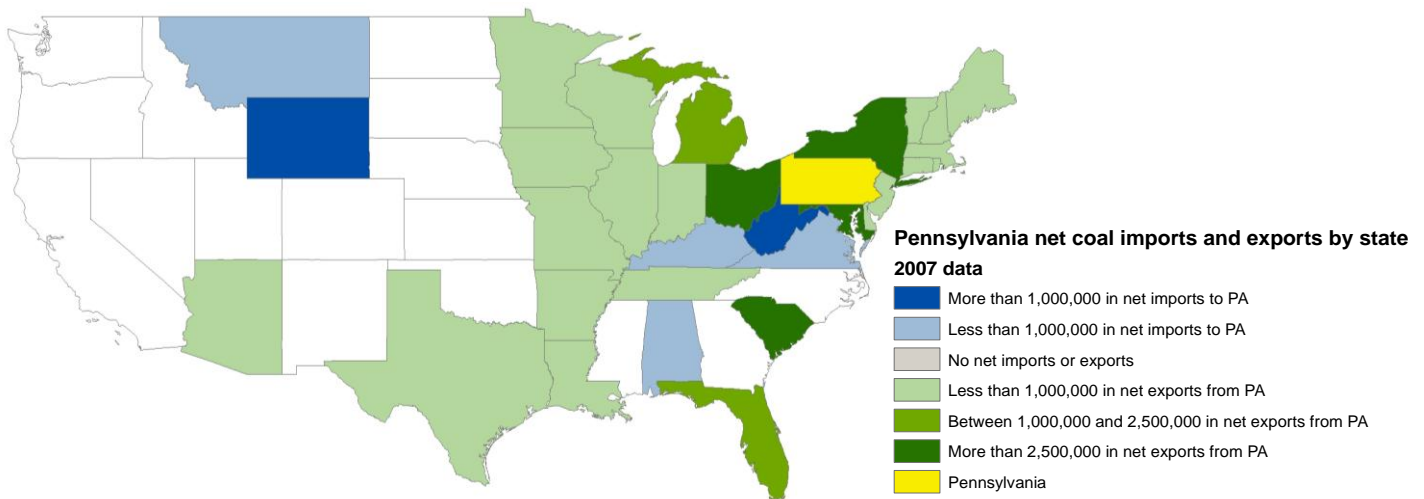 Pennsylvania net coal imports and exports by state
2007 data
More than 1,000,000 in net imports to PA
Less than 1,000,000 in net imports to PA
No net imports or exports
Less than 1,000,000 in net exports from PA
Between 1,000,000 and 2,500,000 in net exports from PA
More than 2,500,000 in net exports from PA
Pennsylvania